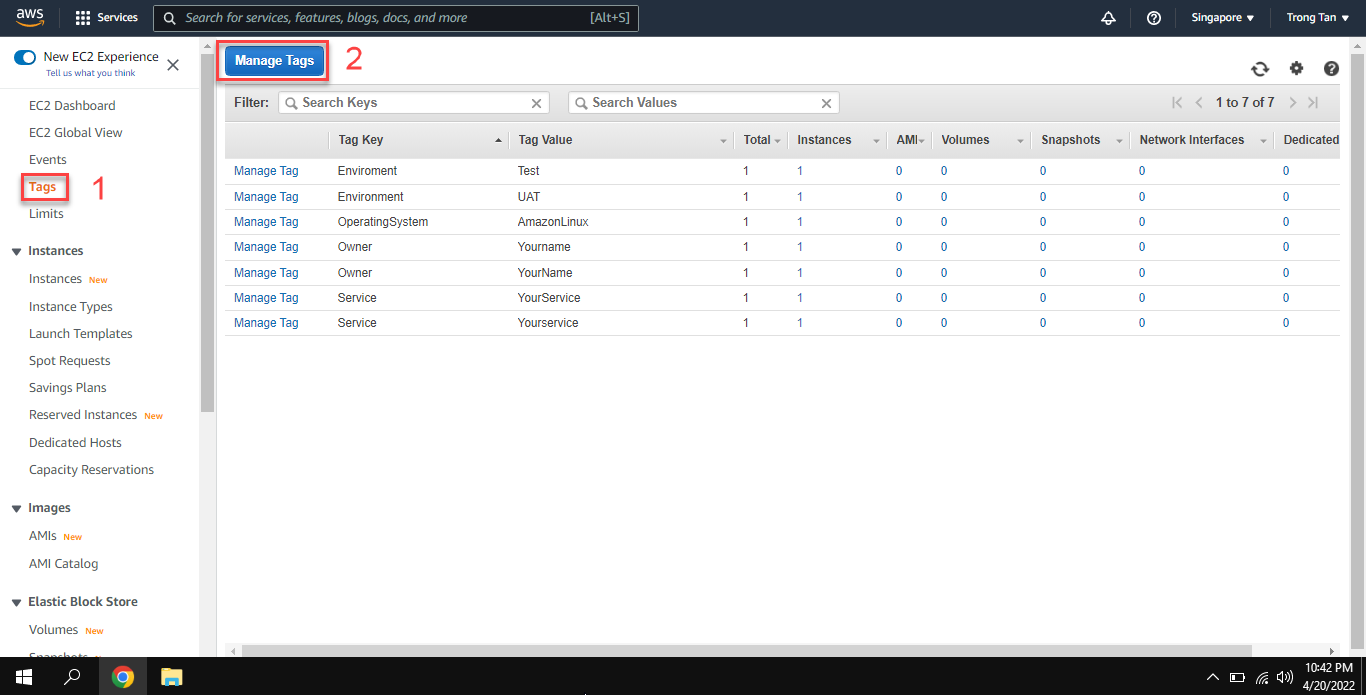 aws Services Search for services, features, blogs, docs, and more [Alt+S] Singapore Trong Tan
New EC2 Experience
Tell us what you think
EC2 Dashboard
EC2 Global View
Events
Tags 1
Limits
Instances
Instances New
Instance Types
Launch Templates
Spot Requests
Savings Plans
Reserved Instances New
Dedicated Hosts
Capacity Reservations
Images
AMIs New
AMI Catalog
Elastic Block Store
Volumes New
Snapshots
Manage Tags 2
Filter: Search Keys Search Values 1 to 7 of 7
Tag Key Tag Value Total Instances AMI Volumes Snapshots Network Interfaces Dedicated
Manage Tag Enviroment Test 1 1 0 0 0 0 0
Manage Tag Environment UAT 1 1 0 0 0 0 0
Manage Tag OperatingSystem AmazonLinux 1 1 0 0 0 0 0
Manage Tag Owner Yourname 1 1 0 0 0 0 0
Manage Tag Owner YourName 1 1 0 0 0 0 0
Manage Tag Service YourService 1 1 0 0 0 0 0
Manage Tag Service Yourservice 1 1 0 0 0 0 0
10:42 PM
4/20/2022